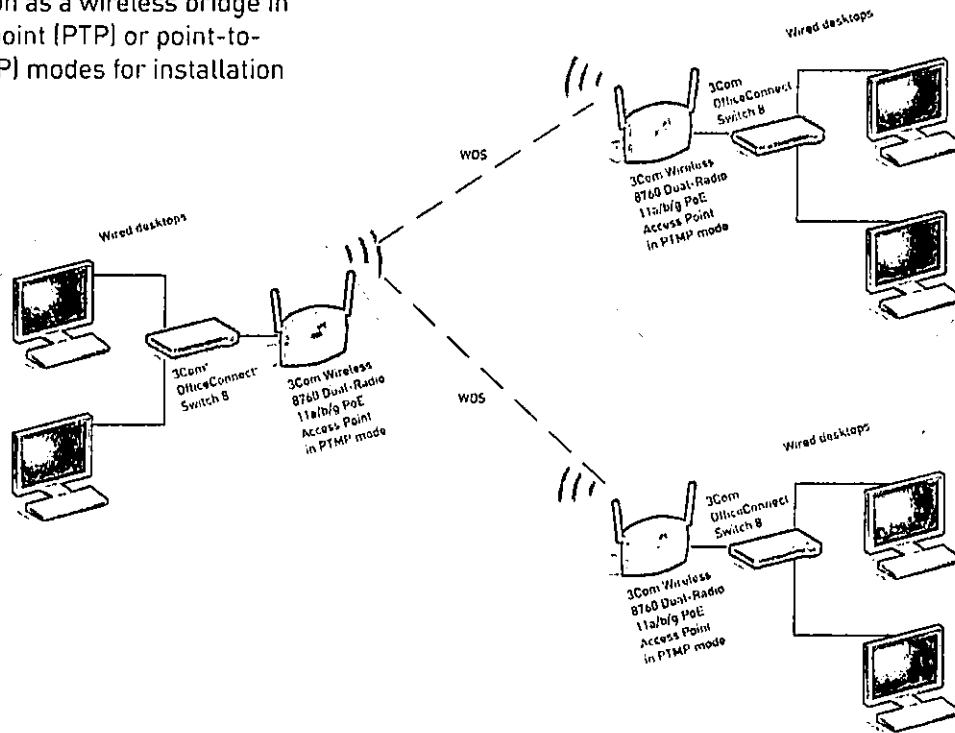 on as a wireless bridge in
point (PTP) or point-to-
P) modes for installation
Wired desktops
3Com
OfficeConnect
Switch 8
WDS
3Com Wireless
8760 Dual-Radio
11a/b/g PoE
Access Point
in PTMP mode
Wired desktops
3Com®
OfficeConnect®
Switch 8
3Com Wireless
8760 Dual-Radio
11a/b/g PoE
Access Point
in PTMP mode
WDS
Wired desktops
3Com
OfficeConnect
Switch 8
3Com Wireless
8760 Dual-Radio
11a/b/g PoE
Access Point
in PTMP mode